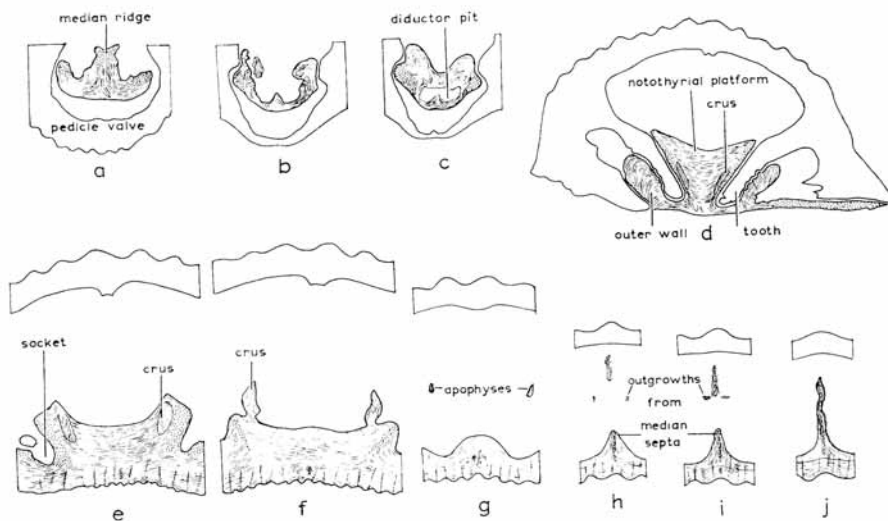 median ridge
pedicle valve
a
b
diductor pit
c
notothyrial platform
crus
outer wall
d
tooth
socket
crus
e
crus
f
apophyses
g
outgrowths
from
median
septa
h
i
j